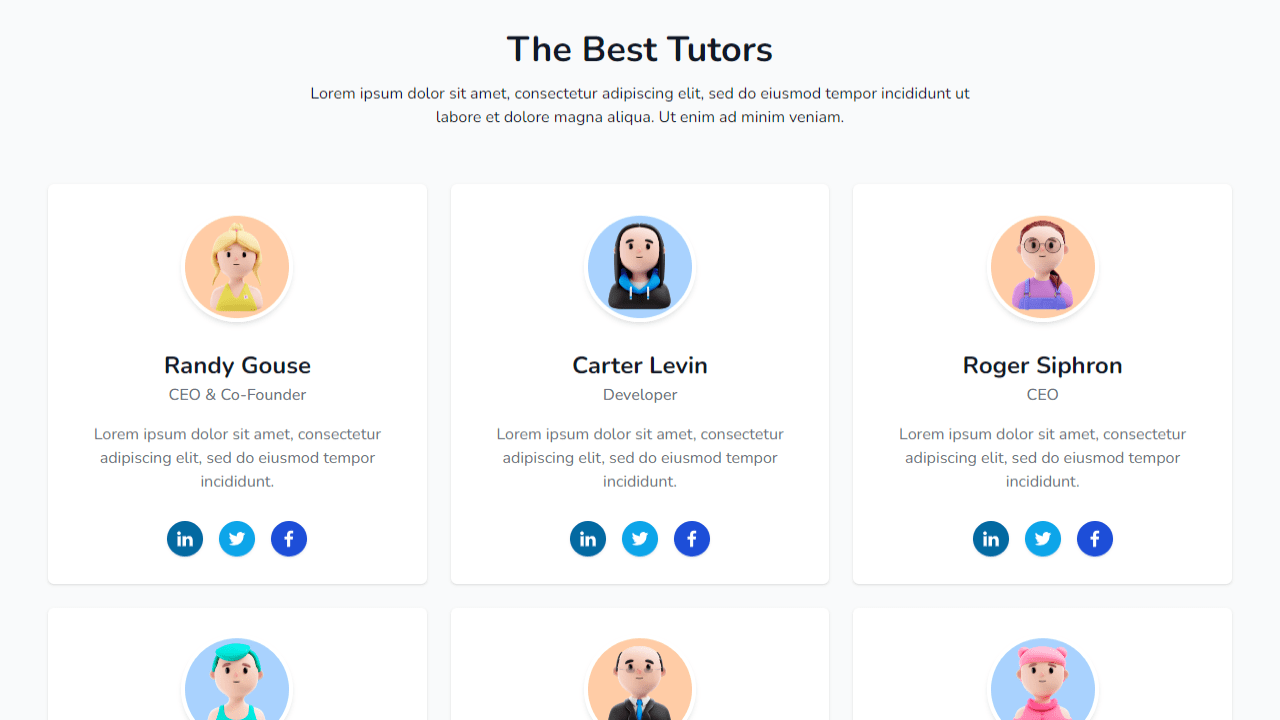 The Best Tutors
Lorem ipsum dolor sit amet, consectetur adipiscing elit, sed do eiusmod tempor incididunt ut
labore et dolore magna aliqua. Ut enim ad minim veniam.
Randy Gouse
CEO & Co-Founder
Lorem ipsum dolor sit amet, consectetur
adipiscing elit, sed do eiusmod tempor
incididunt.
in
f
Carter Levin
Developer
Lorem ipsum dolor sit amet, consectetur
adipiscing elit, sed do eiusmod tempor
incididunt.
in
f
Roger Siphron
CEO
Lorem ipsum dolor sit amet, consectetur
adipiscing elit, sed do eiusmod tempor
incididunt.
in
f